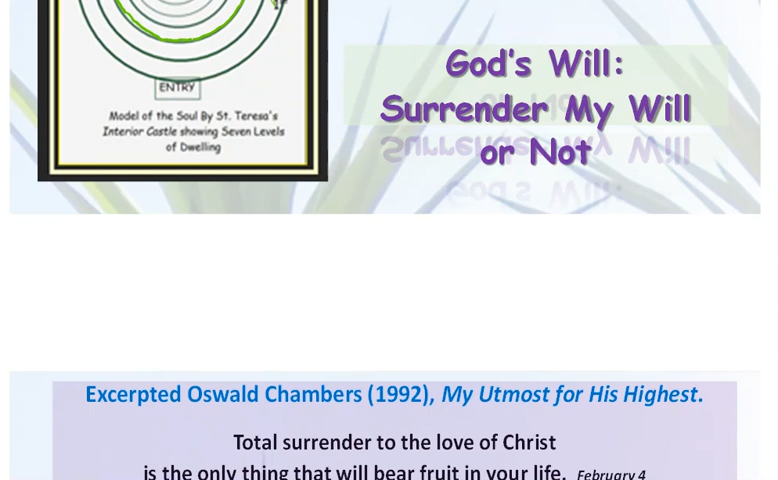 ENTRY
Model of the Soul By St. Teresa's
Interior Castle showing Seven Levels
of Dwelling
God's Will:
Surrender My Will
or Not
Excerpted Oswald Chambers (1992), My Utmost for His Highest.
Total surrender to the love of Christ
is the only thing that will bear fruit in your life. February 4